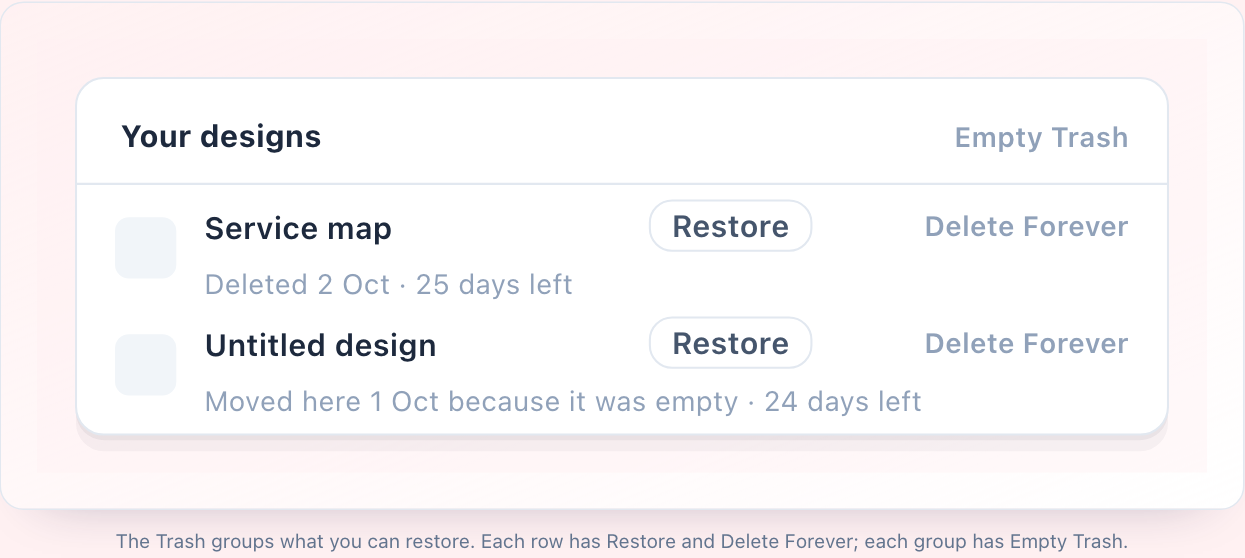 Your designs
Empty Trash
Service map
Restore
Delete Forever
Deleted 2 Oct · 25 days left
Untitled design
Restore
Delete Forever
Moved here 1 Oct because it was empty · 24 days left
The Trash groups what you can restore. Each row has Restore and Delete Forever; each group has Empty Trash.